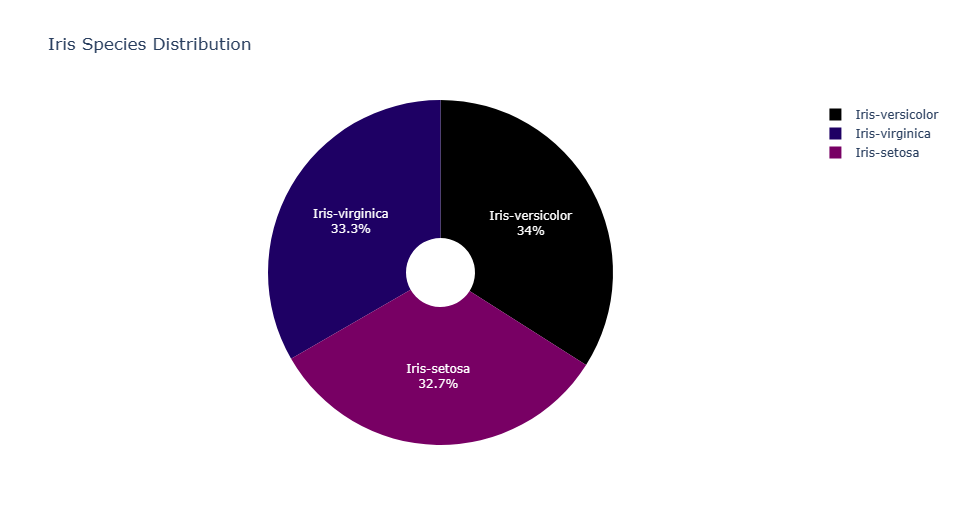 Iris Species Distribution
Iris-versicolor
Iris-virginica
Iris-setosa
Iris-virginica
33.3%
Iris-versicolor
34%
Iris-setosa
32.7%